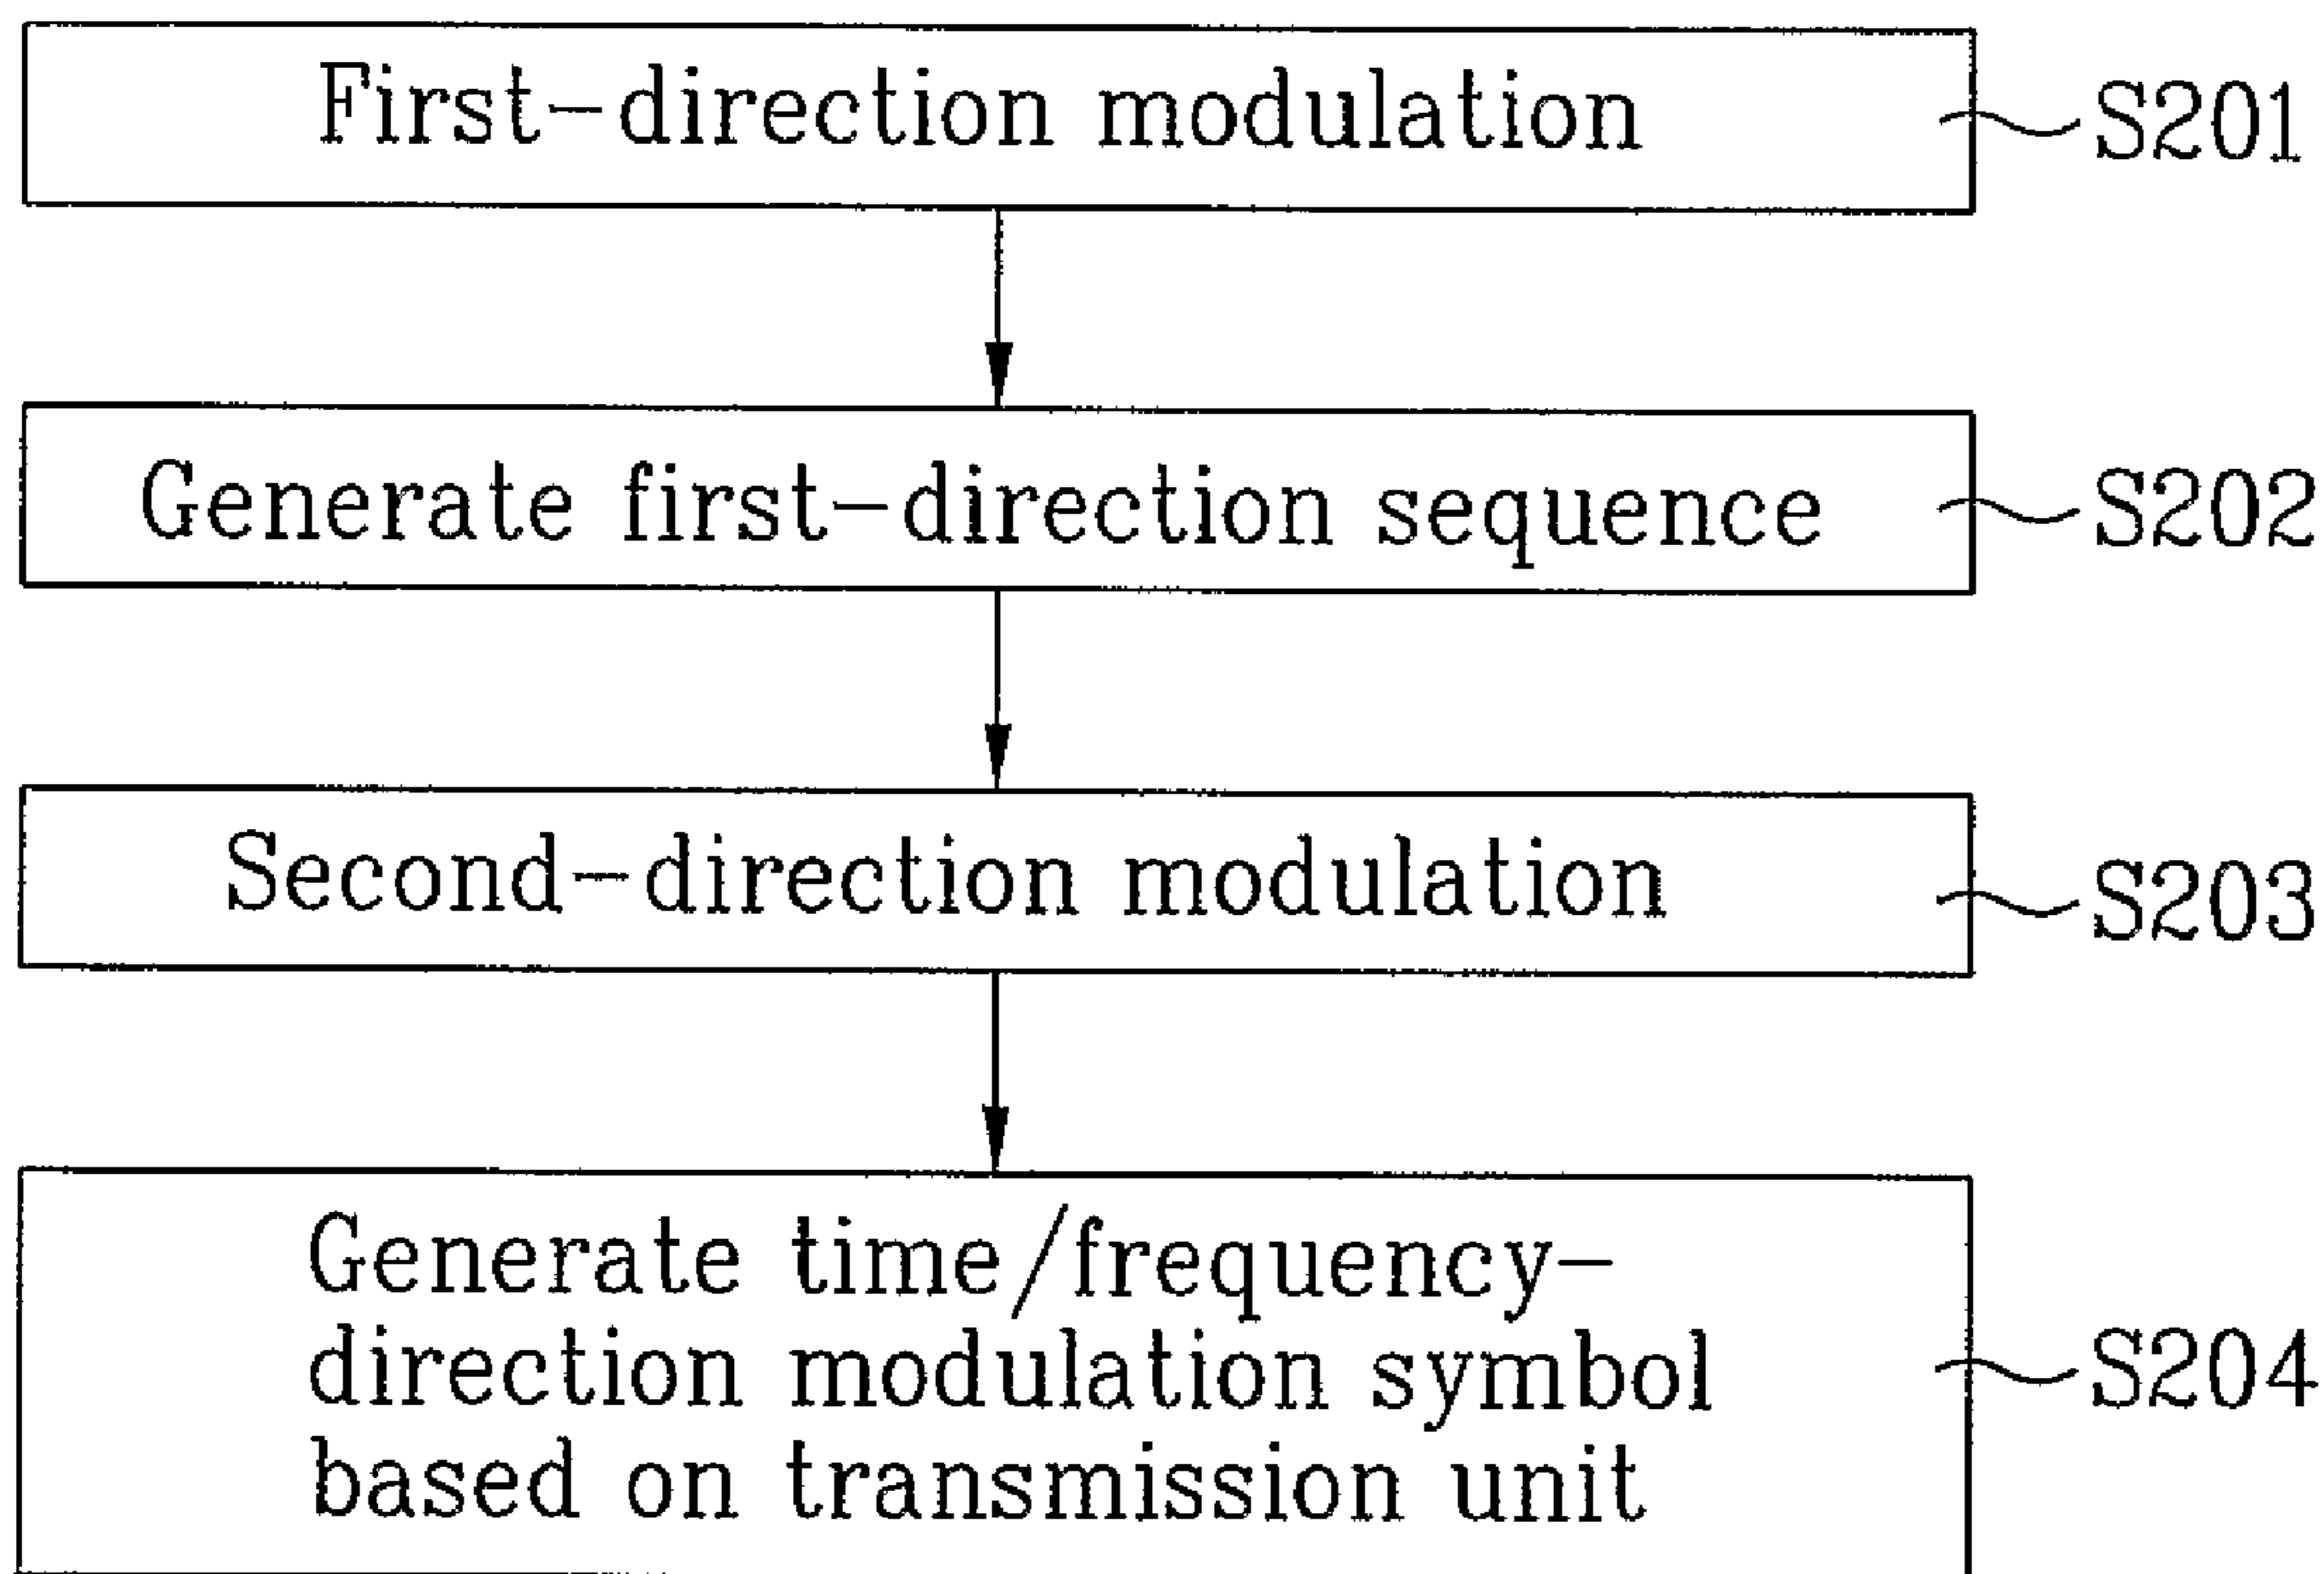 First-direction modulation
S201
Generate first-direction sequence
S202
Second-direction modulation
S203
Generate time/frequency-
direction modulation symbol
based on transmission unit
S204